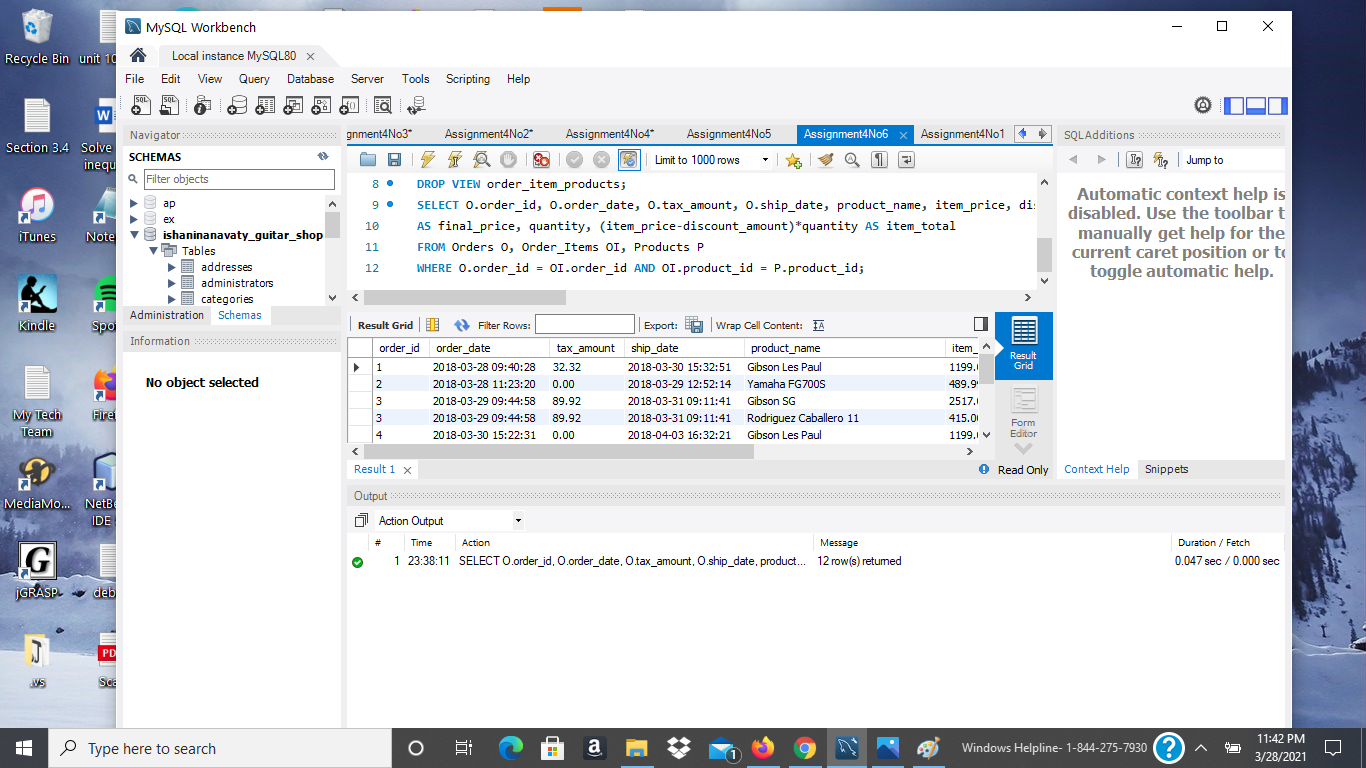 MySQL Workbench
Recycle Bin
unit 10
Section 3.4
Solve
inequ
iTunes
Note
Kindle
Spot
My Tech
Team
Firef
MediaMo...
NetBe
IDE
jGRASP
deb
.vs
Sca
Local instance MySQL80
File Edit View Query Database Server Tools Scripting Help
Navigator
SCHEMAS
Filter objects
ap
ex
ishaninanavaty_guitar_shop
Tables
addresses
administrators
categories
Administration Schemas
Information
No object selected
gnment4No3* Assignment4No2* Assignment4No4* Assignment4No5 Assignment4No6 Assignment4No1
Limit to 1000 rows
8 DROP VIEW order_item_products;
9 SELECT O.order_id, O.order_date, O.tax_amount, O.ship_date, product_name, item_price, dis
10 AS final_price, quantity, (item_price-discount_amount)*quantity AS item_total
11 FROM Orders O, Order_Items OI, Products P
12 WHERE O.order_id = OI.order_id AND OI.product_id = P.product_id;
Result Grid Filter Rows: Export: Wrap Cell Content:
order_id order_date tax_amount ship_date product_name item_
1 2018-03-28 09:40:28 32.32 2018-03-30 15:32:51 Gibson Les Paul 1199.0
2 2018-03-28 11:23:20 0.00 2018-03-29 12:52:14 Yamaha FG700S 489.99
3 2018-03-29 09:44:58 89.92 2018-03-31 09:11:41 Gibson SG 2517.0
3 2018-03-29 09:44:58 89.92 2018-03-31 09:11:41 Rodriguez Caballero 11 415.00
4 2018-03-30 15:22:31 0.00 2018-04-03 16:32:21 Gibson Les Paul 1199.0
Result
Grid
Form
Editor
Result 1
Read Only
SQLAdditions
Jump to
Automatic context help is
disabled. Use the toolbar t
manually get help for the
current caret position or to
toggle automatic help.
Context Help Snippets
Output
Action Output
# Time Action Message Duration / Fetch
1 23:38:11 SELECT O.order_id, O.order_date, O.tax_amount, O.ship_date, product... 12 row(s) returned 0.047 sec / 0.000 sec
Type here to search
Windows Helpline- 1-844-275-7930
11:42 PM
3/28/2021